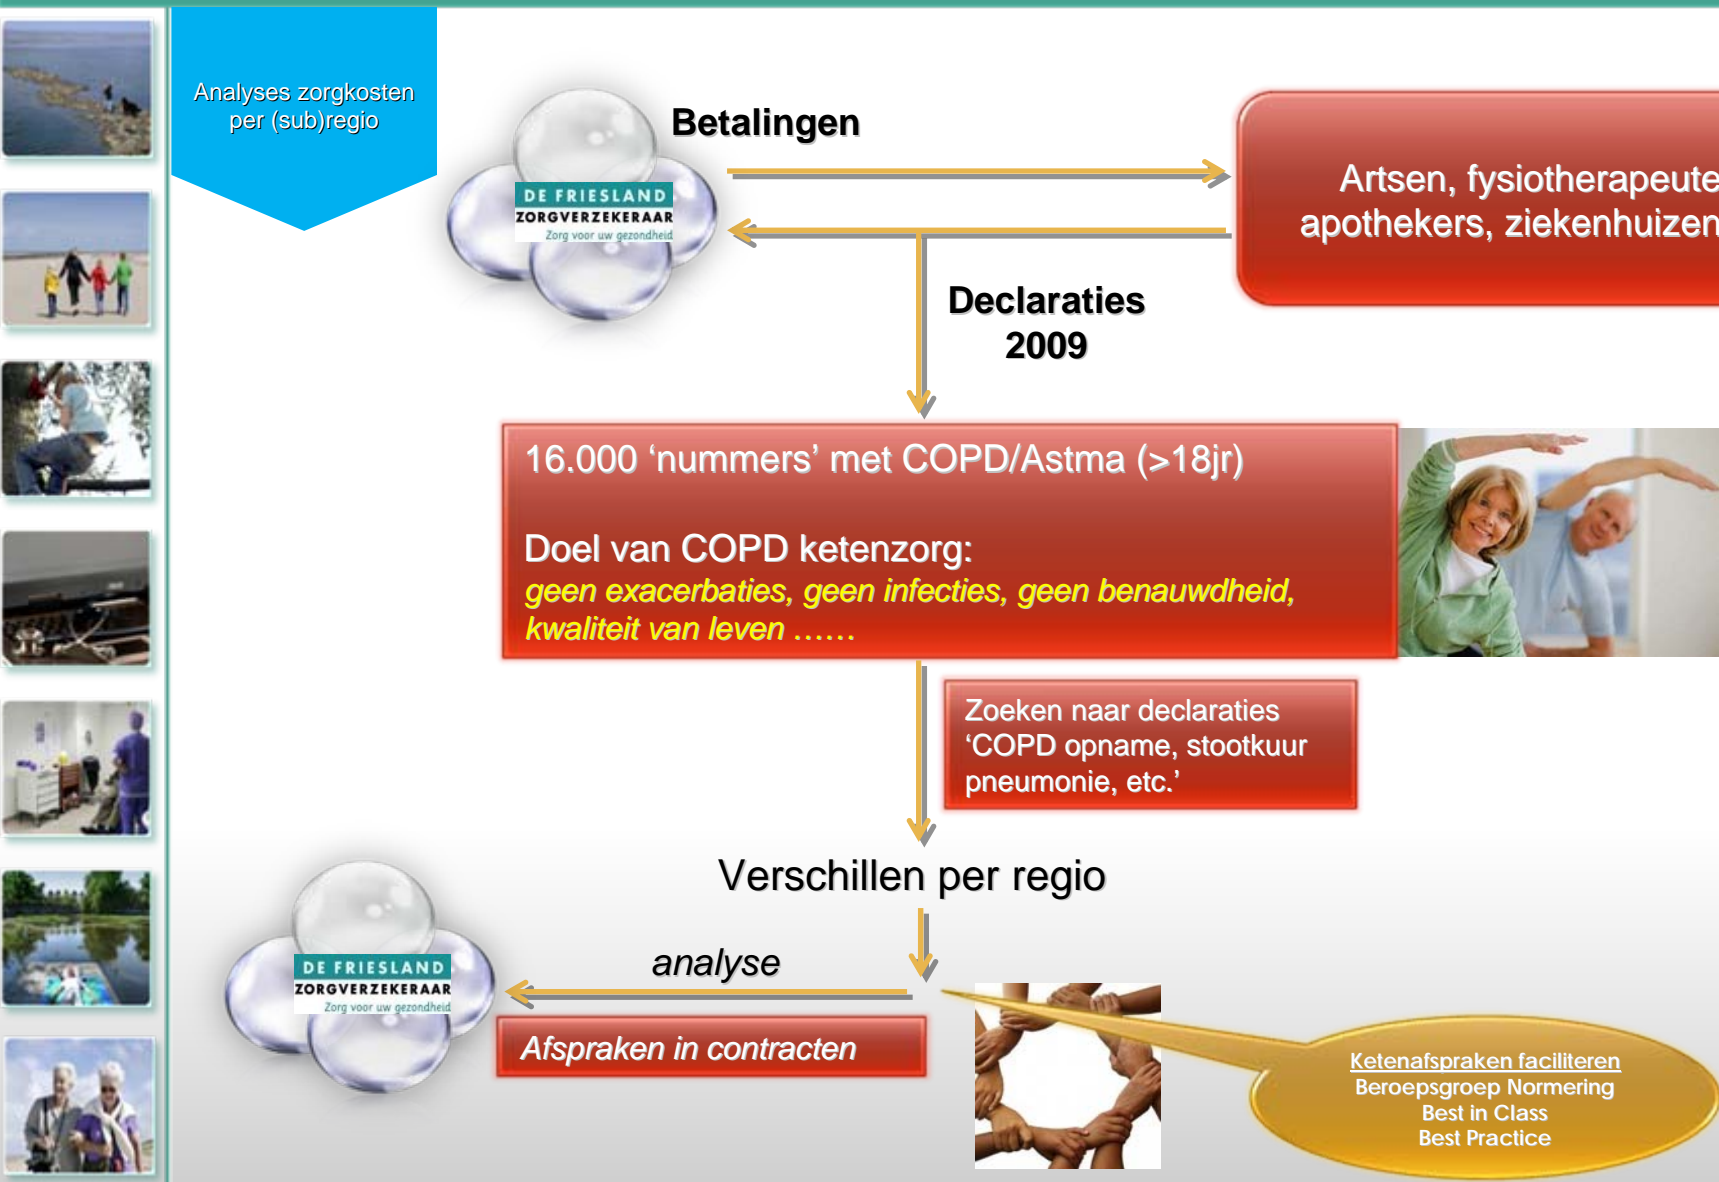 Analyses zorgkosten
per (sub)regio
Betalingen
DE FRIESLAND
ZORGVERZEKERAAR
Zorg voor uw gezondheid
Artsen, fysiotherapeute
apothekers, ziekenhuizen
Declaraties
2009
16.000 ‘nummers’ met COPD/Astma (>18jr)
Doel van COPD ketenzorg:
geen exacerbaties, geen infecties, geen benauwdheid,
kwaliteit van leven ……
Zoeken naar declaraties
‘COPD opname, stootkuur
pneumonie, etc.’
Verschillen per regio
analyse
DE FRIESLAND
ZORGVERZEKERAAR
Zorg voor uw gezondheid
Afspraken in contracten
Ketenafspraken faciliteren
Beroepsgroep Normering
Best in Class
Best Practice